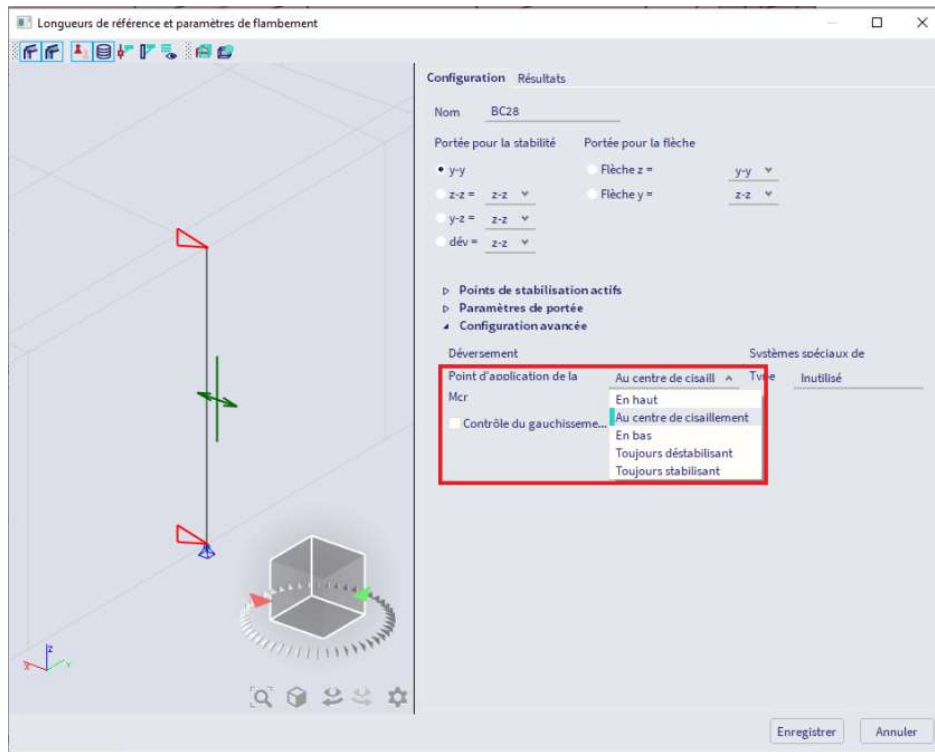 Longueurs de référence et paramètres de flambement
Configuration Résultats
Nom BC28
Portée pour la stabilité Portée pour la flèche
y-y Flèche z = y-y
z-z = z-z Flèche y = z-z
y-z = z-z
dév = z-z
Points de stabilisation actifs
Paramètres de portée
Configuration avancée
Déversement Systèmes spéciaux de
Point d'application de la Au centre de cisaill Type Inutilisé
Mcr En haut
Au centre de cisaillement
Contrôle du gauchisseme...
En bas
Toujours déstabilisant
Toujours stabilisant
z
x y
Enregistrer Annuler